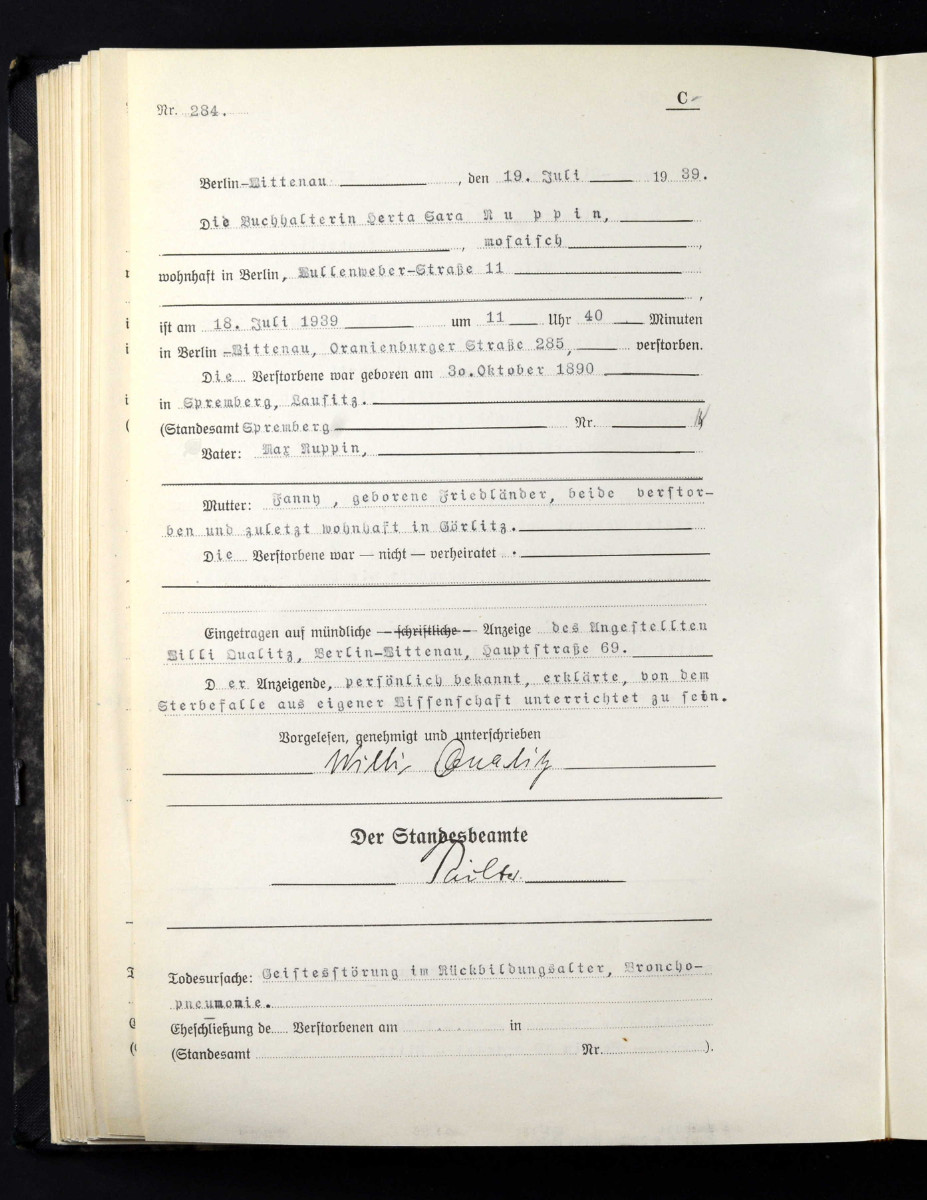 Nr. 284.
C
Berlin-Wittenau, den 19. Juli 1939.
Die Buchhalterin Herta Sara Ruppin,
, mosaisch,
wohnhaft in Berlin, Wullenweber-Straße 11
,
ist am 18. Juli 1939 um 11 Uhr 40 Minuten
in Berlin-Wittenau, Oranienburger Straße 285, verstorben.
Die Verstorbene war geboren am 30.Oktober 1890
in Spremberg, Lausitz.
(Standesamt Spremberg Nr.
Vater: Max Ruppin,
Mutter: Fanny, geborene Friedländer, beide verstor-
ben und zuletzt wohnhaft in Görlitz.
Die Verstorbene war — nicht — verheiratet.
Eingetragen auf mündliche — schriftliche — Anzeige des Angestellten
Willi Qualitz, Berlin-Wittenau, Hauptstraße 69.
Der Anzeigende, persönlich bekannt, erklärte, von dem
Sterbefalle aus eigener Wissenschaft unterrichtet zu sein.
Vorgelesen, genehmigt und unterschrieben
Willi Qualitz
Der Standesbeamte
Todesursache: Geistesstörung im Rückbildungsalter, Broncho-
pneumonie.
Eheschließung de Verstorbenen am in
(Standesamt Nr. ).